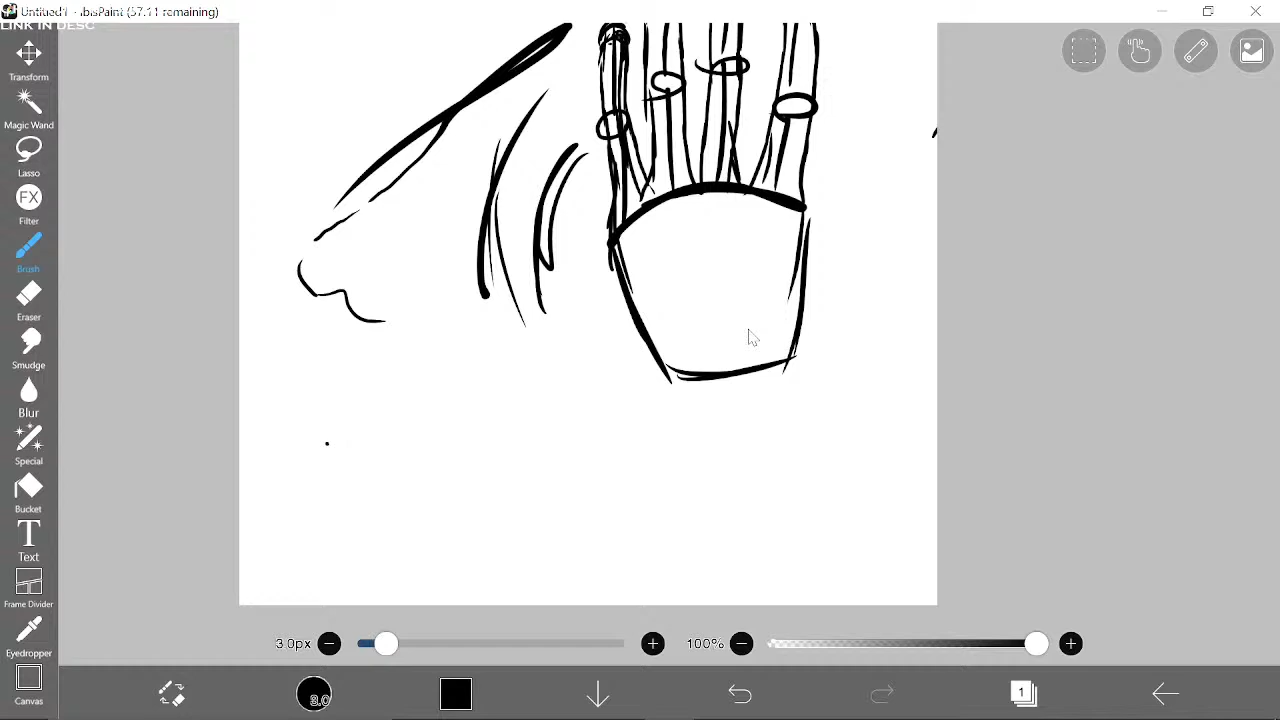 Untitled1 - ibisPaint (57:11 remaining)
LINK IN DESC
Transform
Magic Wand
Lasso
FX
Filter
Brush
Eraser
Smudge
Blur
Special
Bucket
T
Text
Frame Divider
Eyedropper
Canvas
3.0px
100%
3.0
1